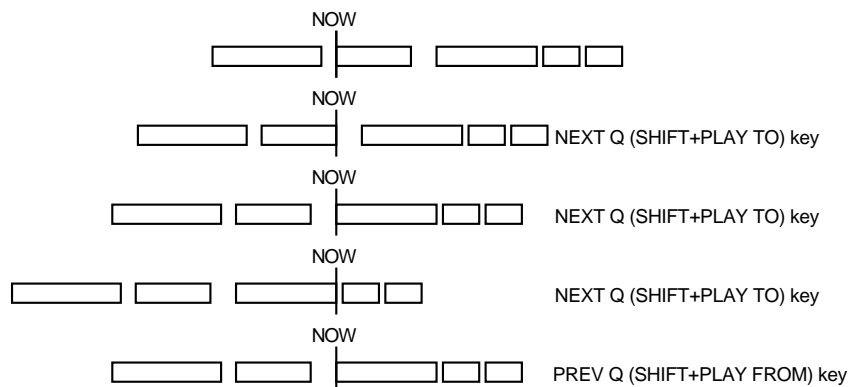 NOW
NOW
NEXT Q (SHIFT+PLAY TO) key
NOW
NEXT Q (SHIFT+PLAY TO) key
NOW
NEXT Q (SHIFT+PLAY TO) key
NOW
PREV Q (SHIFT+PLAY FROM) key